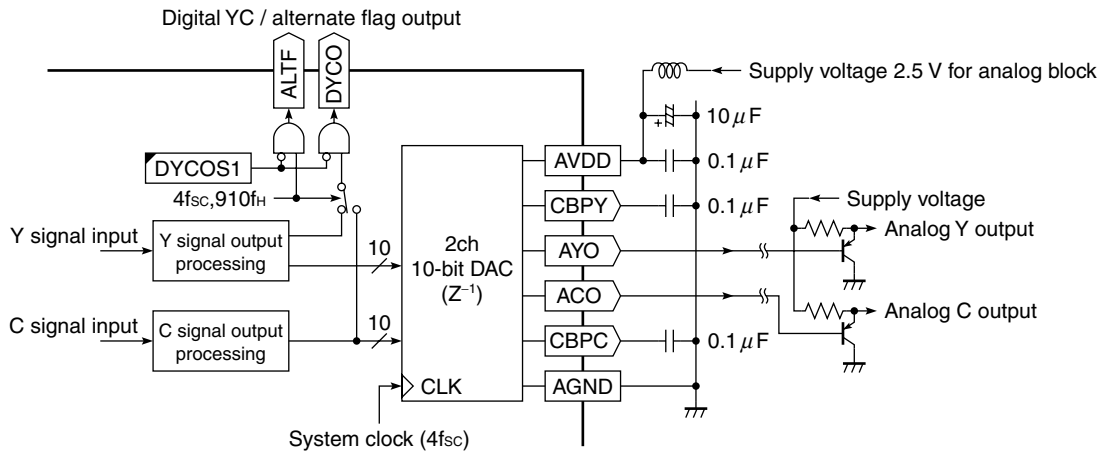 Digital YC / alternate flag output
ALTF
DYCO
Supply voltage 2.5 V for analog block
10 µF
DYCOS1
AVDD
0.1 µF
4fSC,910fH
CBPY
0.1 µF
Supply voltage
Y signal input
Y signal output
processing
10
2ch
10-bit DAC
(Z–1)
AYO
Analog Y output
ACO
C signal input
C signal output
processing
10
Analog C output
CBPC
0.1 µF
CLK
AGND
System clock (4fSC)
+